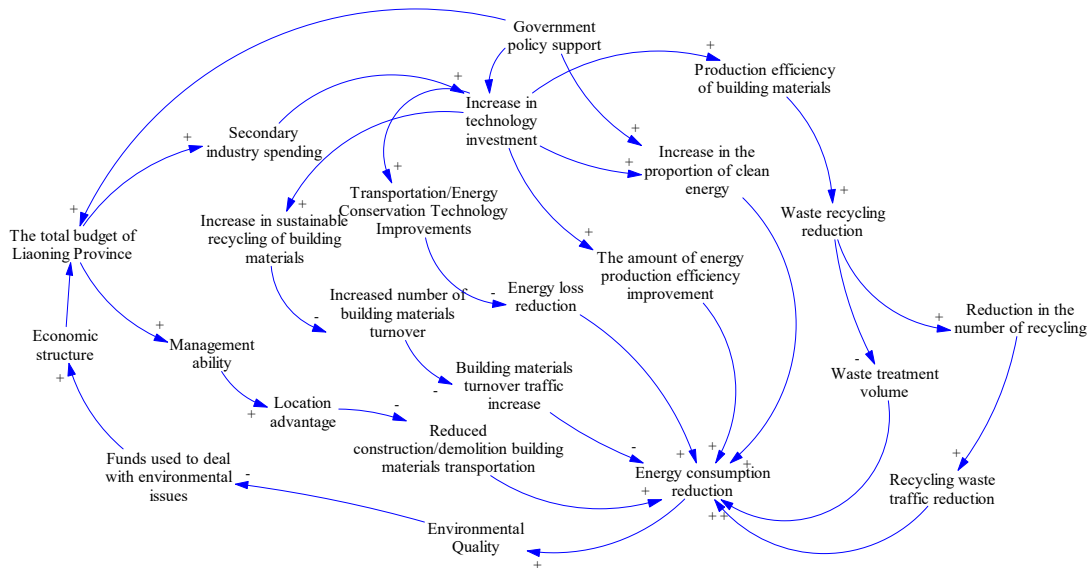 Government
policy support
+
Production efficiency
of building materials
+
Increase in
technology
investment
+
Secondary
industry spending
+
+
Increase in the
proportion of clean
energy
+
Transportation/Energy
Conservation Technology
Improvements
+
+
Increase in sustainable
recycling of building
materials
+
Waste recycling
reduction
+
The total budget of
Liaoning Province
+
The amount of energy
production efficiency
improvement
-
Energy loss
reduction
-
Increased number of
building materials
turnover
+
Reduction in the
number of recycling
Economic
structure
+
+
Management
ability
-
Waste treatment
volume
-
-
Building materials
turnover traffic
increase
+
Location
advantage
-
Reduced
construction/demolition building
materials transportation
-
+
+
+
+
Energy consumption
reduction
+ +
+
Recycling waste
traffic reduction
Funds used to deal
with environmental
issues
-
Environmental
Quality
+